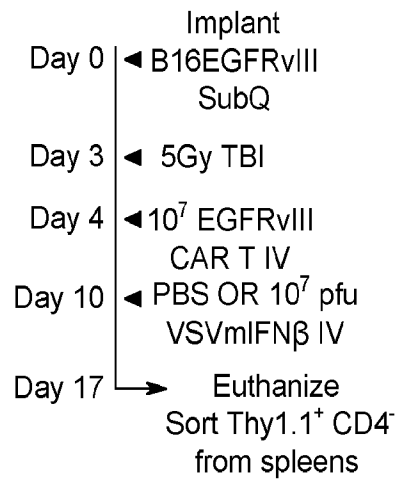 Implant
Day 0 B16EGFRvIII
SubQ
Day 3 5Gy TBI
Day 4 10⁷ EGFRvIII
CAR T IV
Day 10 PBS OR 10⁷ pfu
VSVmIFNβ IV
Day 17 Euthanize
Sort Thy1.1⁺ CD4⁻
from spleens